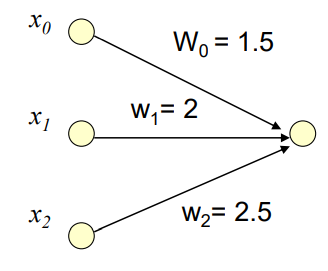 x₀
W₀ = 1.5
w₁= 2
x₁
x₂
w₂= 2.5